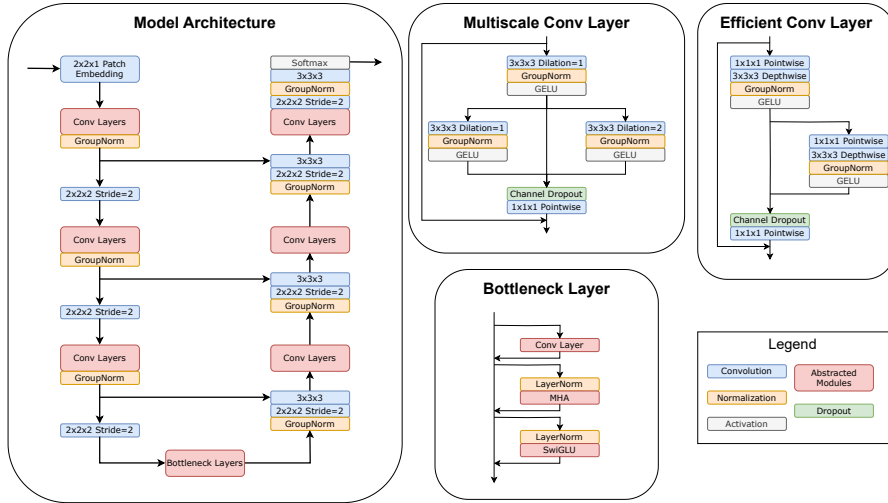 Model Architecture
2x2x1 Patch
Embedding
Conv Layers
GroupNorm
2x2x2 Stride=2
Conv Layers
GroupNorm
2x2x2 Stride=2
Conv Layers
GroupNorm
2x2x2 Stride=2
Bottleneck Layers
Softmax
3x3x3
GroupNorm
2x2x2 Stride=2
Conv Layers
3x3x3
2x2x2 Stride=2
GroupNorm
Conv Layers
3x3x3
2x2x2 Stride=2
GroupNorm
Conv Layers
3x3x3
2x2x2 Stride=2
GroupNorm
Multiscale Conv Layer
3x3x3 Dilation=1
GroupNorm
GELU
3x3x3 Dilation=1
GroupNorm
GELU
3x3x3 Dilation=2
GroupNorm
GELU
Channel Dropout
1x1x1 Pointwise
Efficient Conv Layer
1x1x1 Pointwise
3x3x3 Depthwise
GroupNorm
GELU
1x1x1 Pointwise
3x3x3 Depthwise
GroupNorm
GELU
Channel Dropout
1x1x1 Pointwise
Bottleneck Layer
Conv Layer
LayerNorm
MHA
LayerNorm
SwiGLU
Legend
Convolution
Normalization
Activation
Abstracted
Modules
Dropout